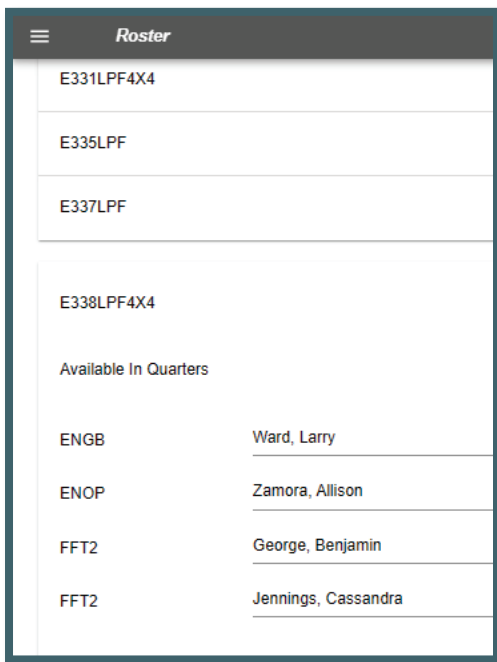 Roster
E331LPF4X4
E335LPF
E337LPF
E338LPF4X4
Available In Quarters
ENGB Ward, Larry
ENOP Zamora, Allison
FFT2 George, Benjamin
FFT2 Jennings, Cassandra